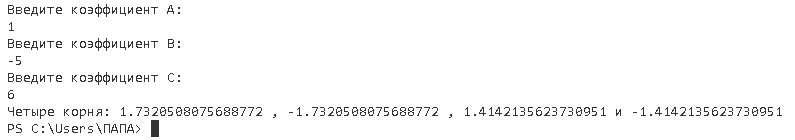 Введите коэффициент A:
1
Введите коэффициент B:
-5
Введите коэффициент C:
6
Четыре корня: 1.7320508075688772 , -1.7320508075688772 , 1.4142135623730951 и -1.4142135623730951
PS C:\Users\ПАПА>